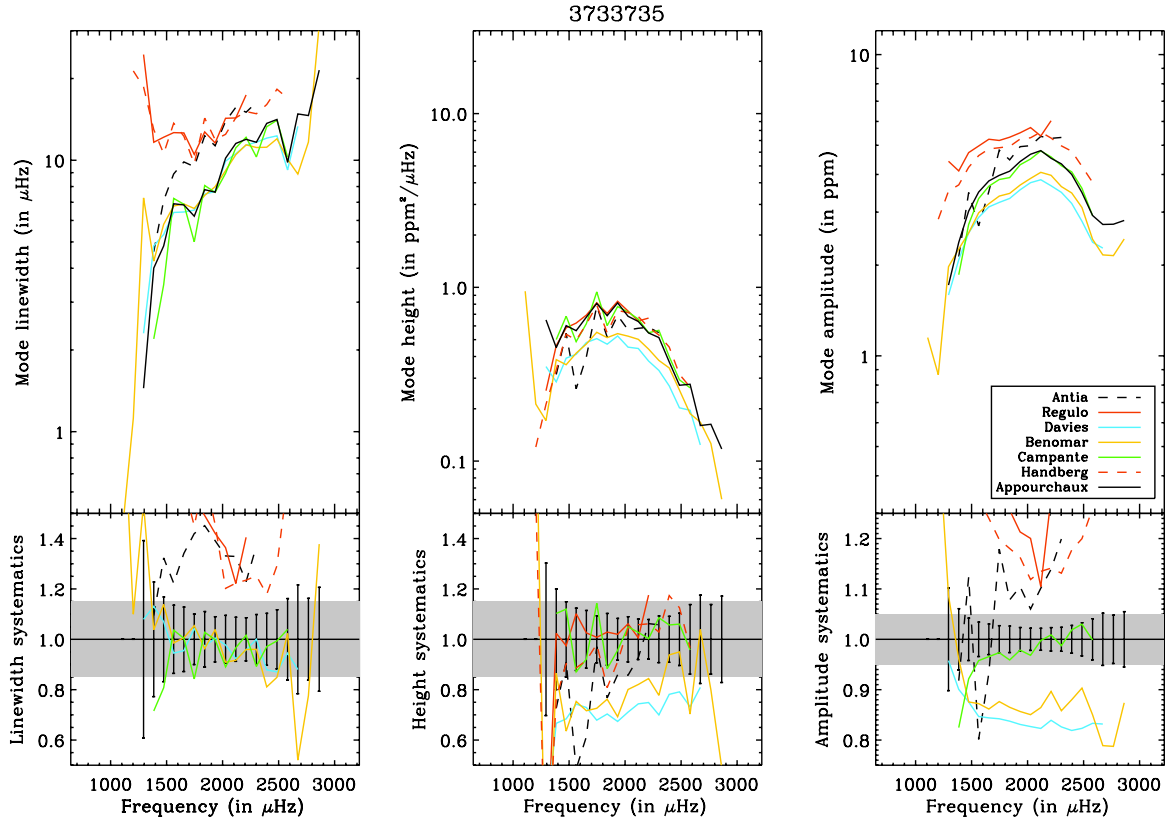 3733735
Mode linewidth (in μHz)
10
1
Mode height (in ppm²/μHz)
10.0
1.0
0.1
Mode amplitude (in ppm)
10
1
Antia
Regulo
Davies
Benomar
Campante
Handberg
Appourchaux
Linewidth systematics
1.4
1.2
1.0
0.8
0.6
1000 1500 2000 2500 3000
Frequency (in μHz)
Height systematics
1.4
1.2
1.0
0.8
0.6
1000 1500 2000 2500 3000
Frequency (in μHz)
Amplitude systematics
1.2
1.1
1.0
0.9
0.8
1000 1500 2000 2500 3000
Frequency (in μHz)